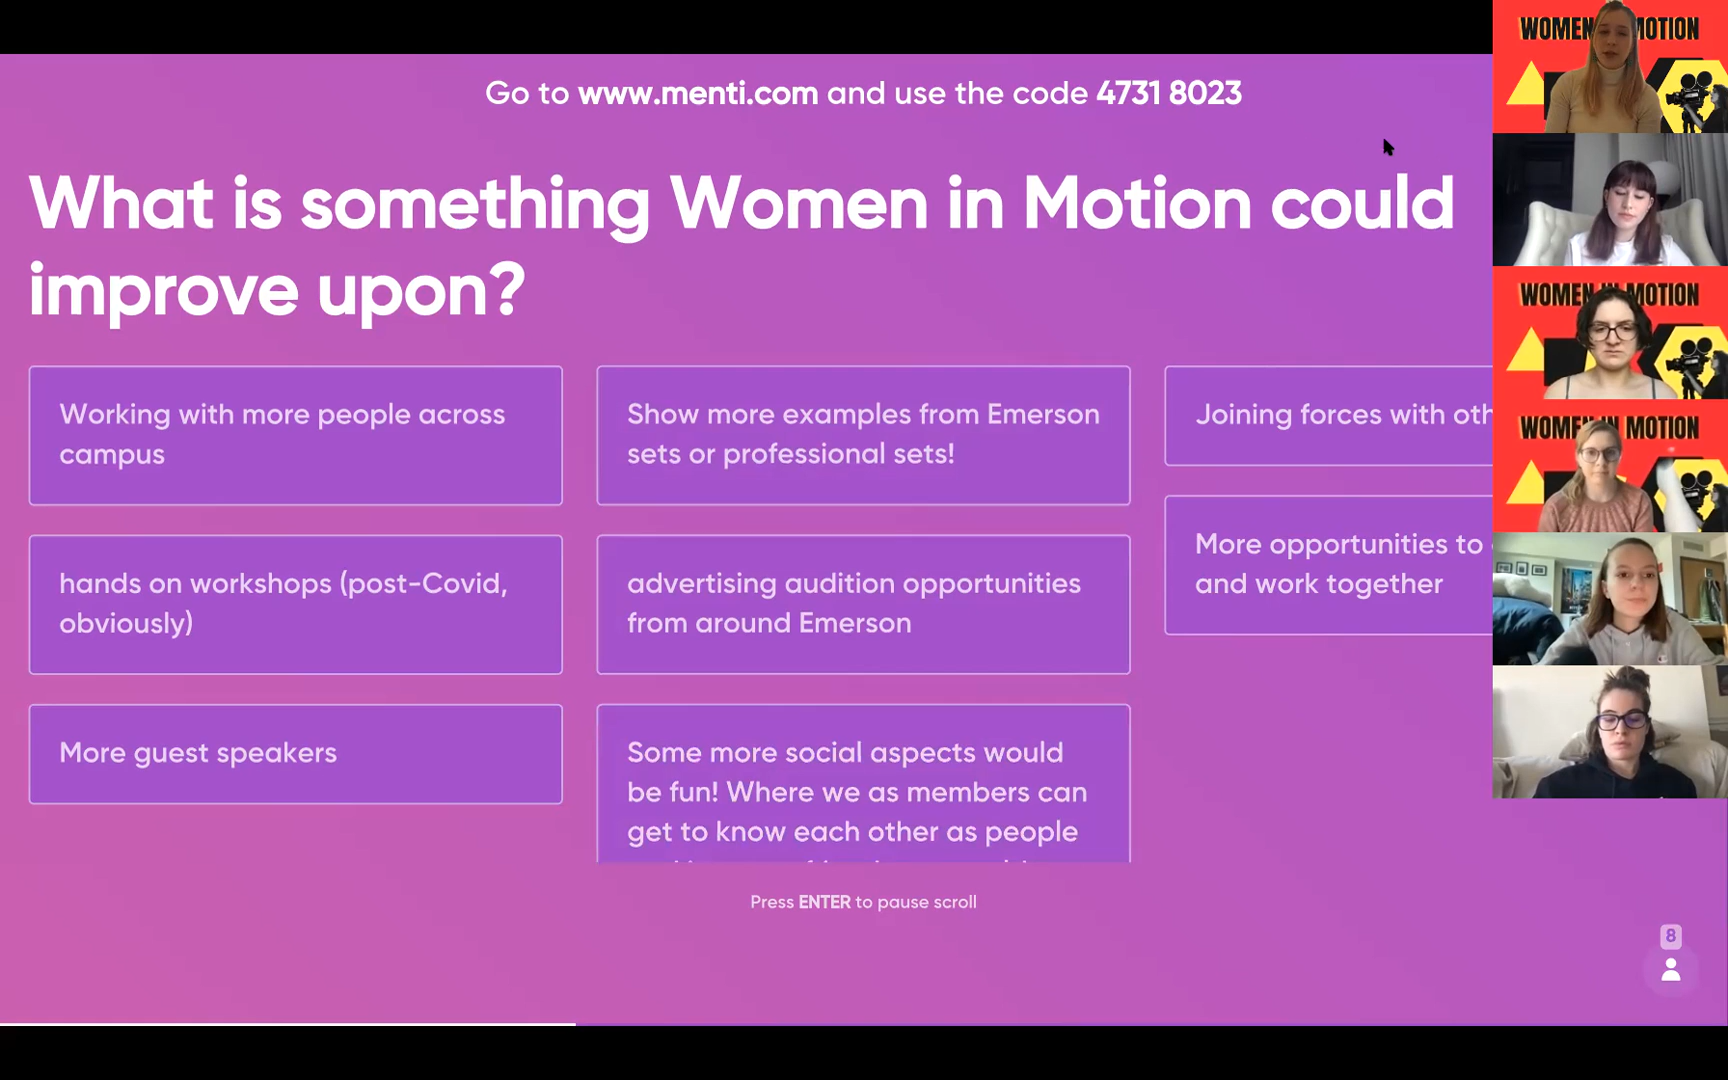 Go to www.menti.com and use the code 4731 8023
What is something Women in Motion could
improve upon?
Working with more people across
campus
hands on workshops (post-Covid,
obviously)
More guest speakers
Show more examples from Emerson
sets or professional sets!
advertising audition opportunities
from around Emerson
Some more social aspects would
be fun! Where we as members can
get to know each other as people
Joining forces with
More opportunities to
and work together
Press ENTER to pause scroll
8
WOMEN MOTION
WOMEN IN MOTION
WOMEN IN MOTION